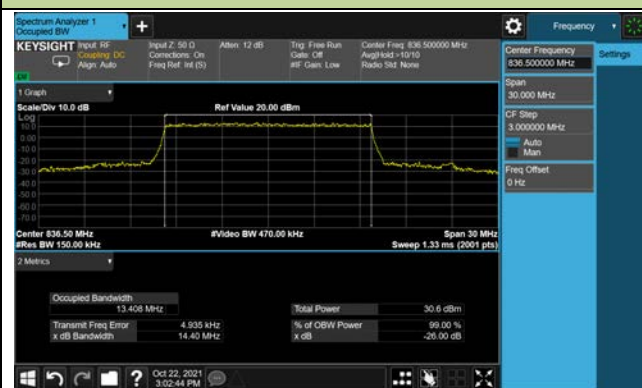 Spectrum Analyzer 1
Occupied BW
Frequency
KEYSIGHT
Input: RF
Coupling: DC
Align: Auto
Input Z: 50 Ω
Corrections: On
Freq Ref: Int (S)
Atten: 12 dB
Trig: Free Run
Gate: Off
#IF Gain: Low
Center Freq: 836.500000 MHz
Avg|Hold:>10/10
Radio Std: None
Center Frequency
836.500000 MHz
Settings
Span
30.000 MHz
CF Step
3.000000 MHz
Auto
Man
Freq Offset
0 Hz
1 Graph
Scale/Div 10.0 dB
Ref Value 20.00 dBm
Log
10.0
0.00
-10.0
-20.0
-30.0
-40.0
-50.0
-60.0
-70.0
Center 836.50 MHz
#Video BW 470.00 kHz
Span 30 MHz
#Res BW 150.00 kHz
Sweep 1.33 ms (2001 pts)
2 Metrics
Occupied Bandwidth
13.408 MHz
Total Power
30.6 dBm
Transmit Freq Error
4.935 kHz
% of OBW Power
99.00 %
x dB Bandwidth
14.40 MHz
x dB
-26.00 dB
?
Oct 22, 2021
3:02:44 PM